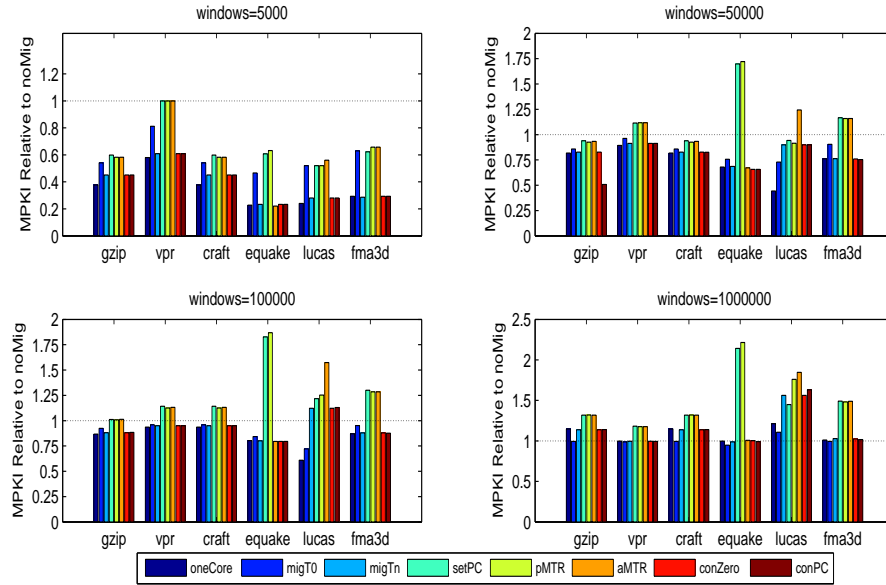 windows=5000
MPKI Relative to noMig
1.2
1
0.8
0.6
0.4
0.2
0
gzip vpr craft equake lucas fma3d
windows=50000
MPKI Relative to noMig
2
1.75
1.5
1.25
1
0.75
0.5
0.25
0
gzip vpr craft equake lucas fma3d
windows=100000
MPKI Relative to noMig
2
1.75
1.5
1.25
1
0.75
0.5
0.25
0
gzip vpr craft equake lucas fma3d
windows=1000000
MPKI Relative to noMig
2.5
2
1.5
1
0.5
0
gzip vpr craft equake lucas fma3d
oneCore migT0 migTn setPC pMTR aMTR conZero conPC